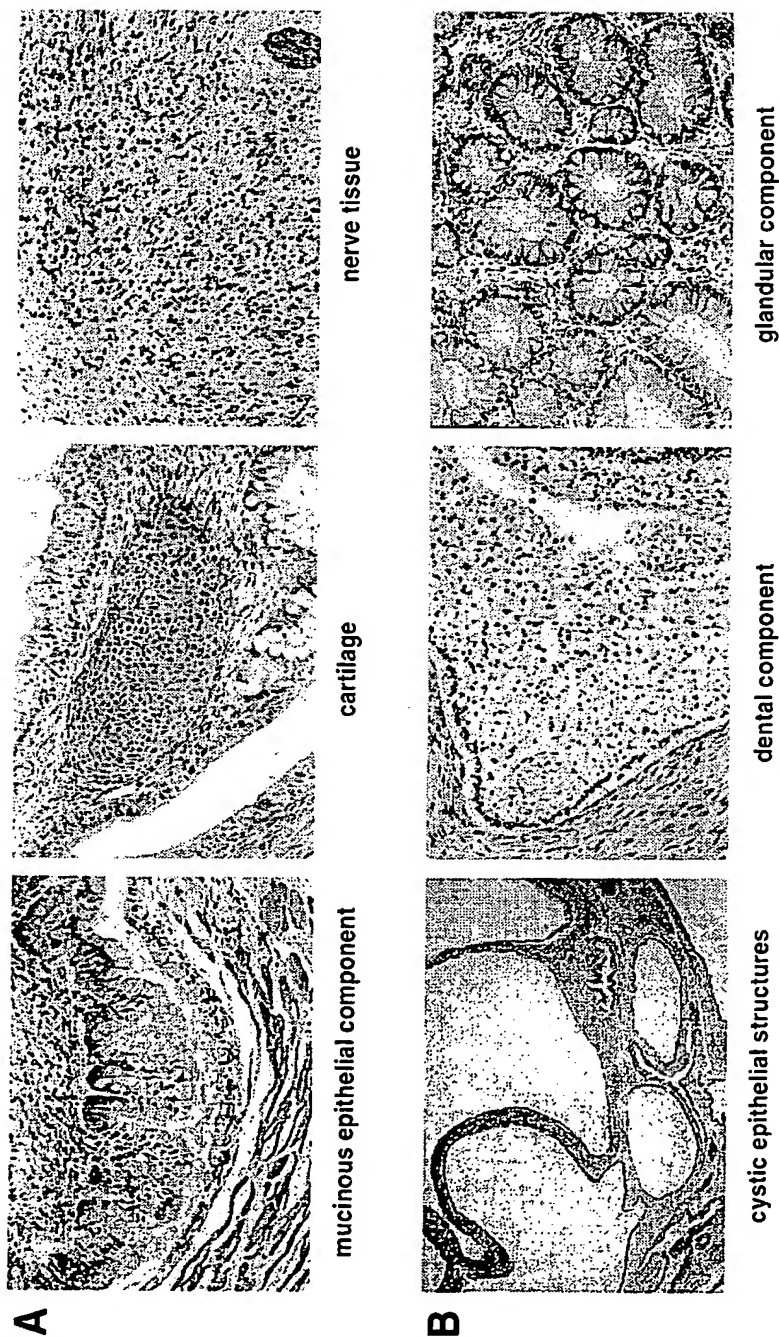 A
mucinous epithelial component
cartilage
nerve tissue
B
cystic epithelial structures
dental component
glandular component